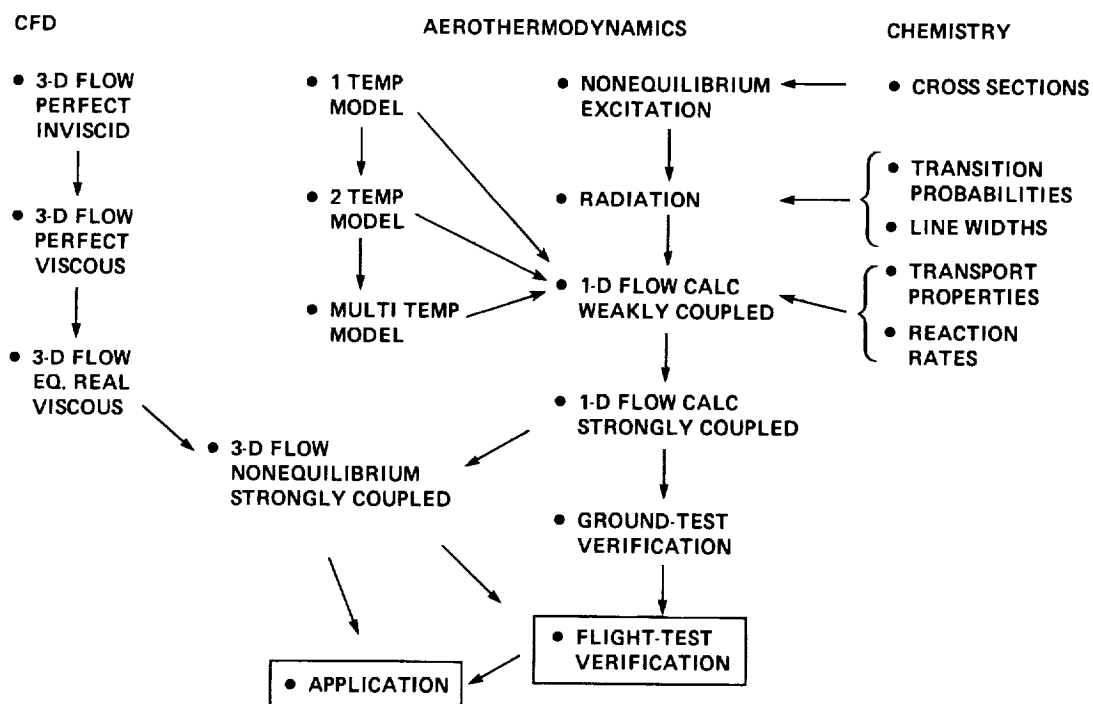 CFD
AEROTHERMODYNAMICS
CHEMISTRY
• 3-D FLOW
PERFECT
INVISCID
• 1 TEMP
MODEL
• NONEQUILIBRIUM
EXCITATION
• CROSS SECTIONS
• 3-D FLOW
PERFECT
VISCOUS
• 2 TEMP
MODEL
• RADIATION
• TRANSITION
PROBABILITIES
• LINE WIDTHS
• MULTI TEMP
MODEL
• 1-D FLOW CALC
WEAKLY COUPLED
• TRANSPORT
PROPERTIES
• REACTION
RATES
• 3-D FLOW
EQ. REAL
VISCOUS
• 1-D FLOW CALC
STRONGLY COUPLED
• 3-D FLOW
NONEQUILIBRIUM
STRONGLY COUPLED
• GROUND-TEST
VERIFICATION
• FLIGHT-TEST
VERIFICATION
• APPLICATION